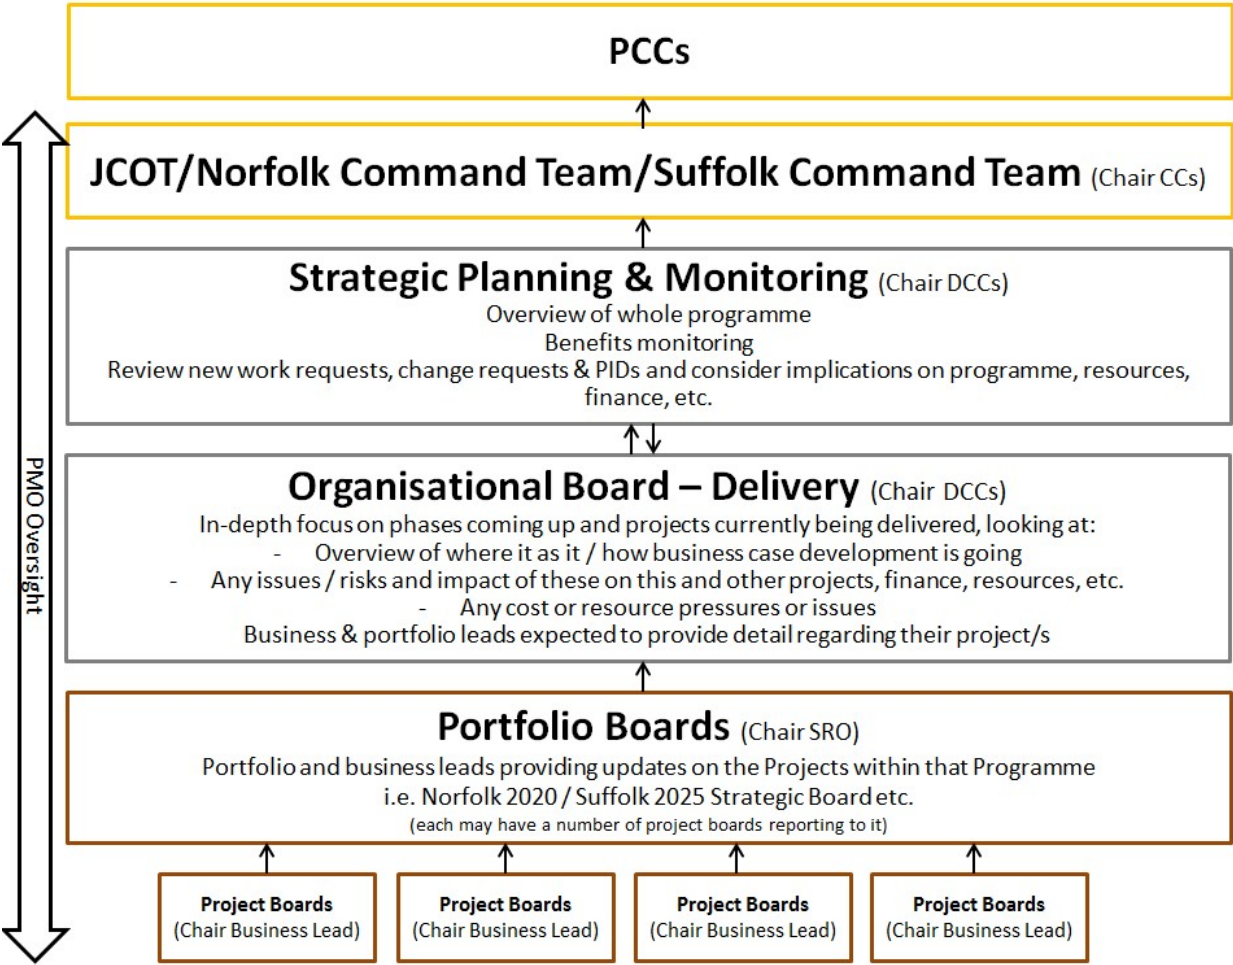 PCCs
JCOT/Norfolk Command Team/Suffolk Command Team (Chair CCs)
Strategic Planning & Monitoring (Chair DCCs)
Overview of whole programme
Benefits monitoring
Review new work requests, change requests & PIDs and consider implications on programme, resources,
finance, etc.
PMO Oversight
Organisational Board – Delivery (Chair DCCs)
In-depth focus on phases coming up and projects currently being delivered, looking at:
- Overview of where it as it / how business case development is going
- Any issues / risks and impact of these on this and other projects, finance, resources, etc.
- Any cost or resource pressures or issues
Business & portfolio leads expected to provide detail regarding their project/s
Portfolio Boards (Chair SRO)
Portfolio and business leads providing updates on the Projects within that Programme
i.e. Norfolk 2020 / Suffolk 2025 Strategic Board etc.
(each may have a number of project boards reporting to it)
Project Boards
(Chair Business Lead)
Project Boards
(Chair Business Lead)
Project Boards
(Chair Business Lead)
Project Boards
(Chair Business Lead)